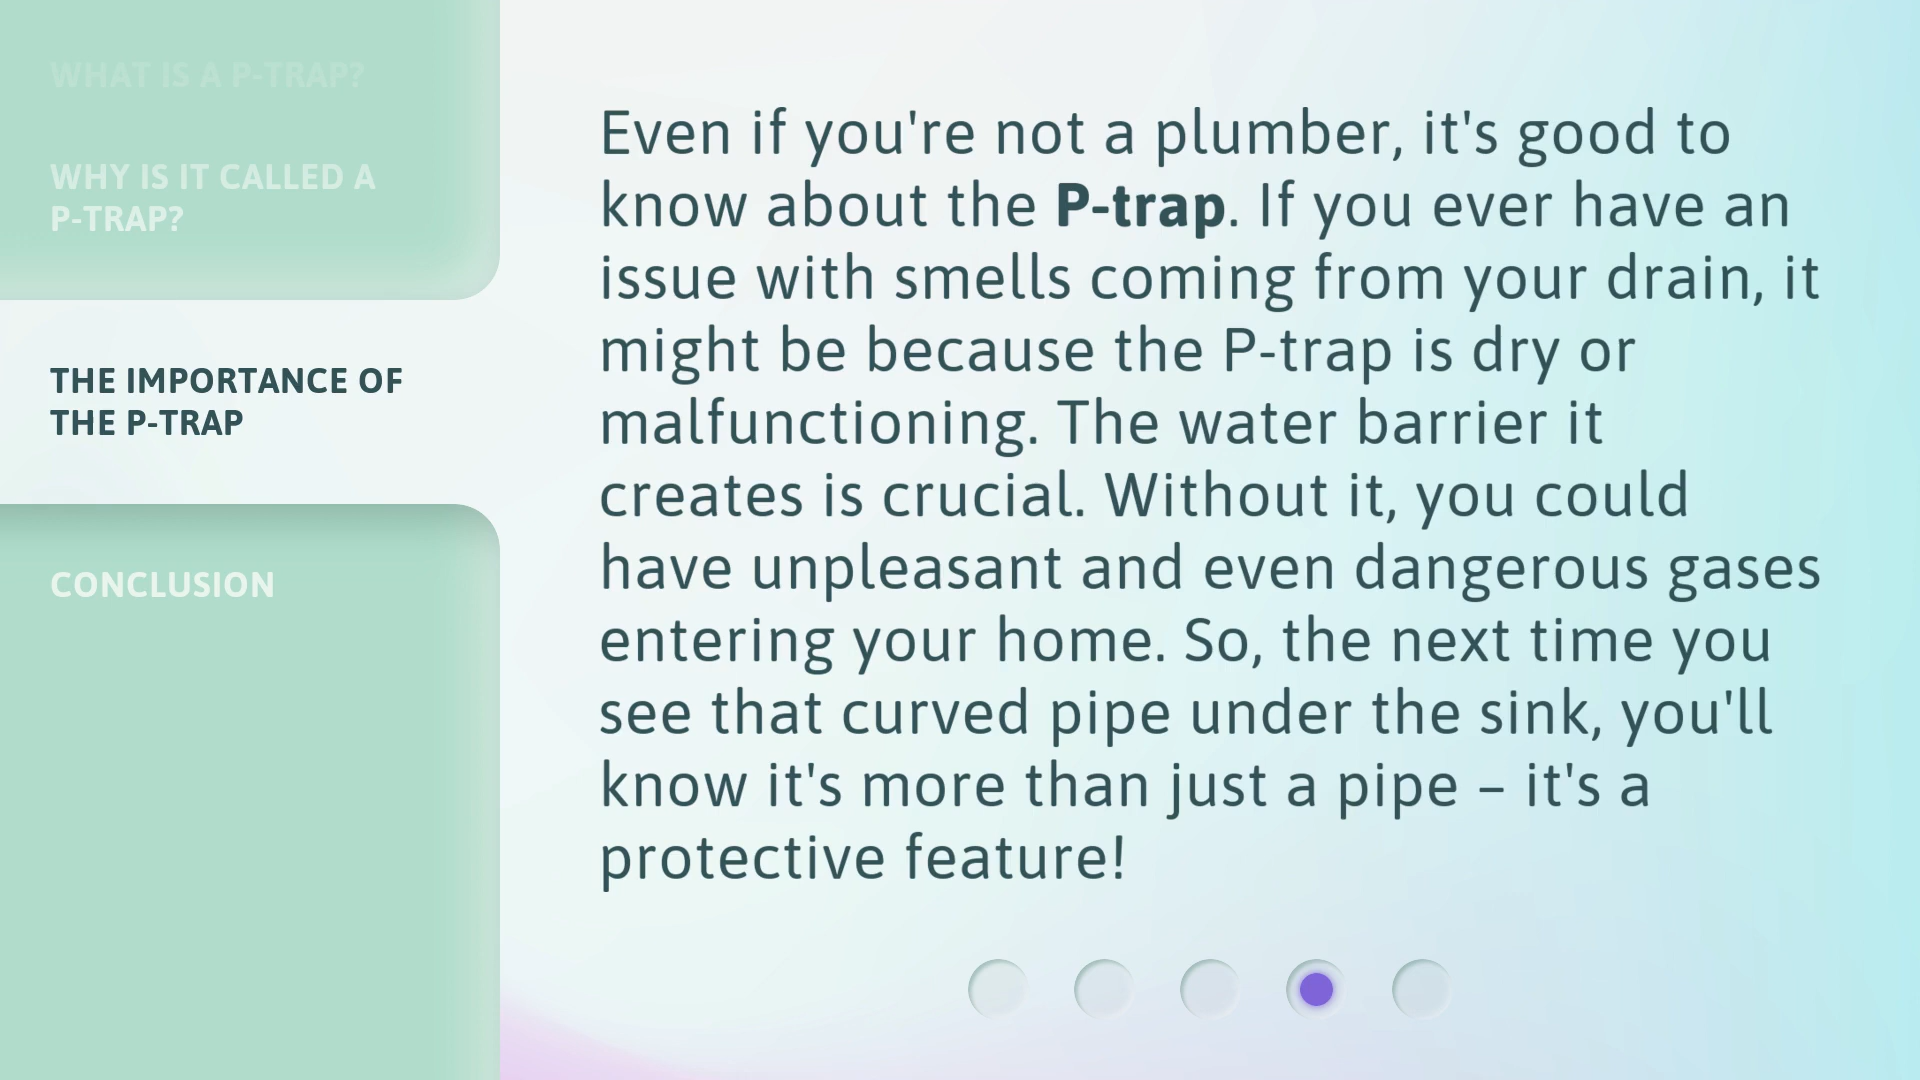 WHAT IS A P-TRAP?
WHY IS IT CALLED A
P-TRAP?
THE IMPORTANCE OF
THE P-TRAP
CONCLUSION
Even if you're not a plumber, it's good to
know about the P-trap. If you ever have an
issue with smells coming from your drain, it
might be because the P-trap is dry or
malfunctioning. The water barrier it
creates is crucial. Without it, you could
have unpleasant and even dangerous gases
entering your home. So, the next time you
see that curved pipe under the sink, you'll
know it's more than just a pipe – it's a
protective feature!